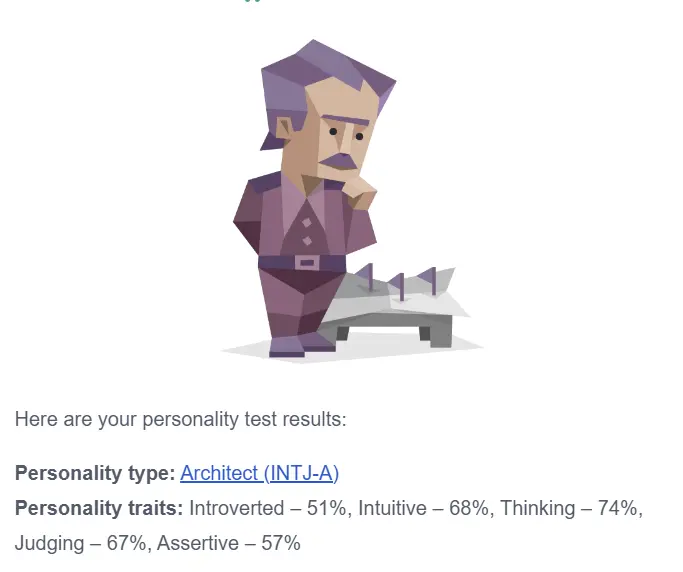 Here are your personality test results:
Personality type: Architect (INTJ-A)
Personality traits: Introverted – 51%, Intuitive – 68%, Thinking – 74%,
Judging – 67%, Assertive – 57%